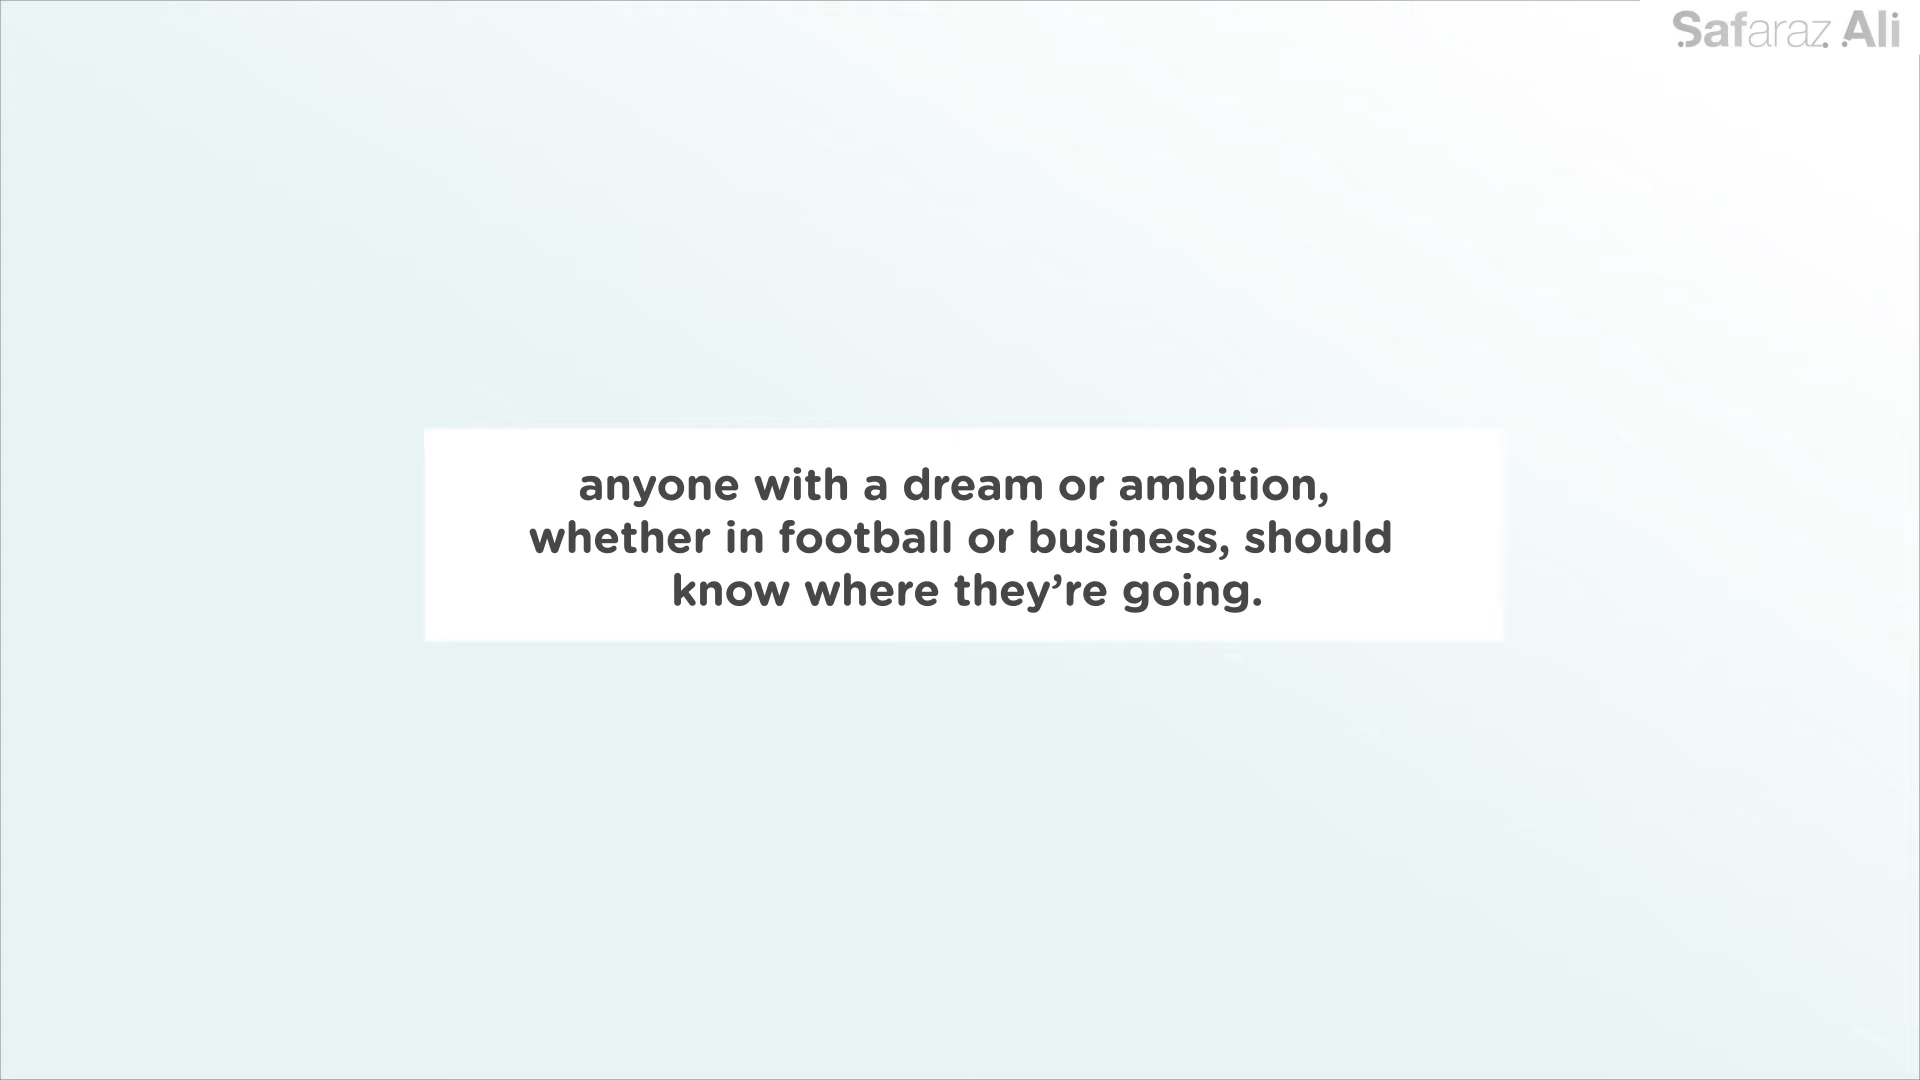 Safaraz Ali
anyone with a dream or ambition,
whether in football or business, should
know where they’re going.